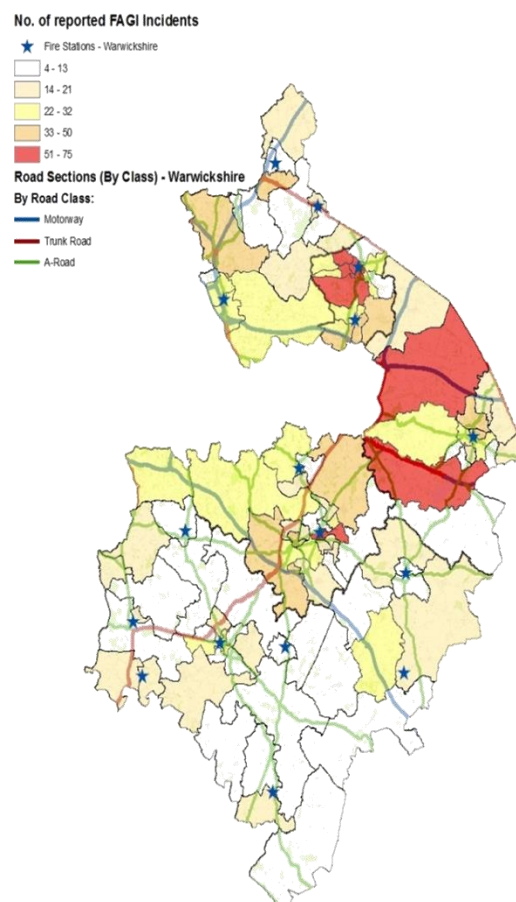 No. of reported FAGI Incidents
Fire Stations - Warwickshire
4 - 13
14 - 21
22 - 32
33 - 50
51 - 75
Road Sections (By Class) - Warwickshire
By Road Class:
Motorway
Trunk Road
A-Road